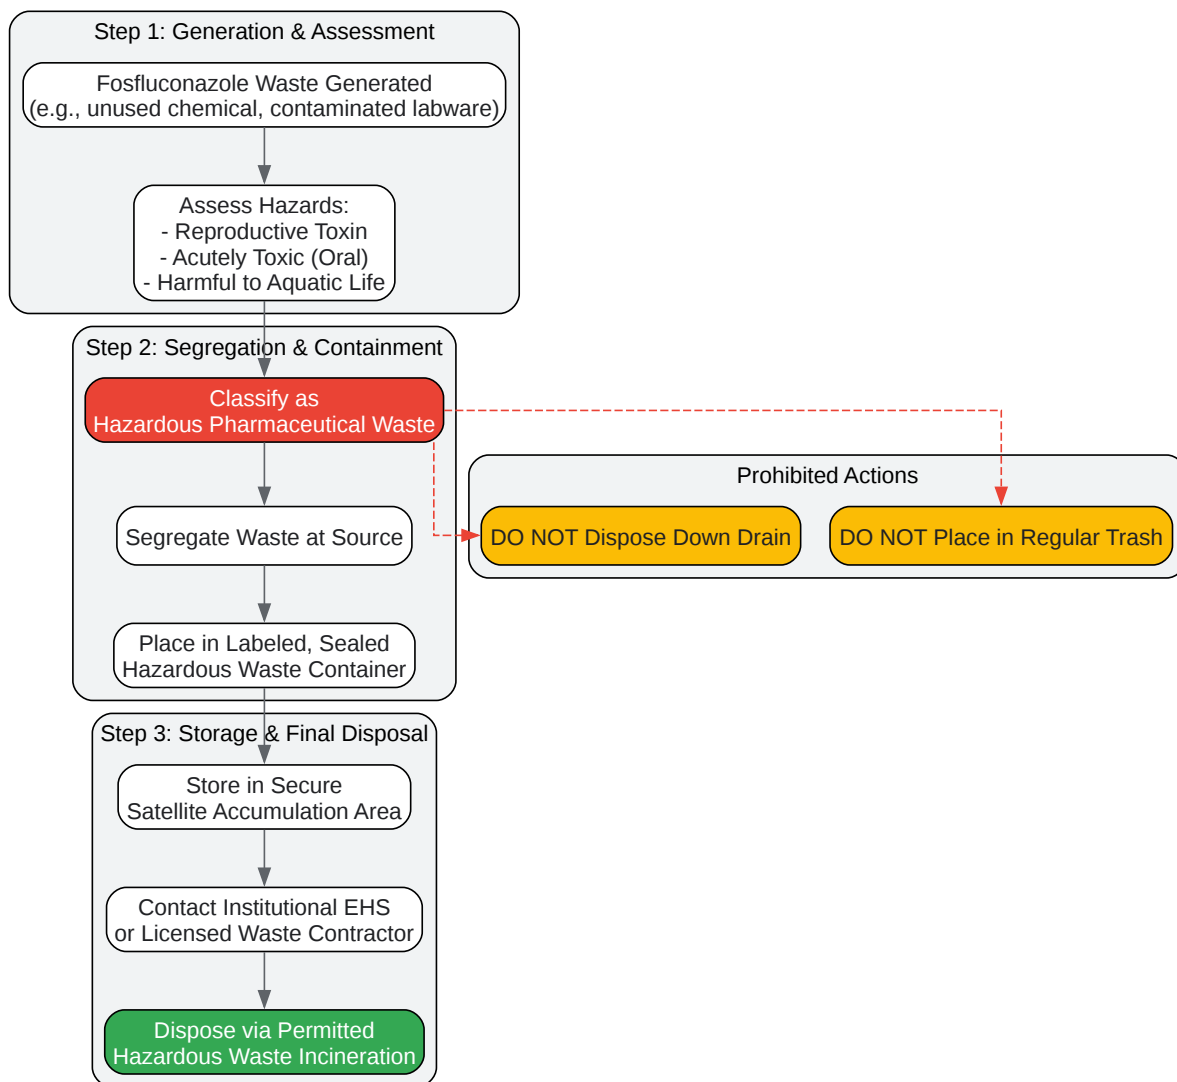 Step 1: Generation & Assessment
Fosfluconazole Waste Generated
(e.g., unused chemical, contaminated labware)
Assess Hazards:
- Reproductive Toxin
- Acutely Toxic (Oral)
- Harmful to Aquatic Life
Step 2: Segregation & Containment
Classify as
Hazardous Pharmaceutical Waste
Segregate Waste at Source
Place in Labeled, Sealed
Hazardous Waste Container
Prohibited Actions
DO NOT Dispose Down Drain
DO NOT Place in Regular Trash
Step 3: Storage & Final Disposal
Store in Secure
Satellite Accumulation Area
Contact Institutional EHS
or Licensed Waste Contractor
Dispose via Permitted
Hazardous Waste Incineration